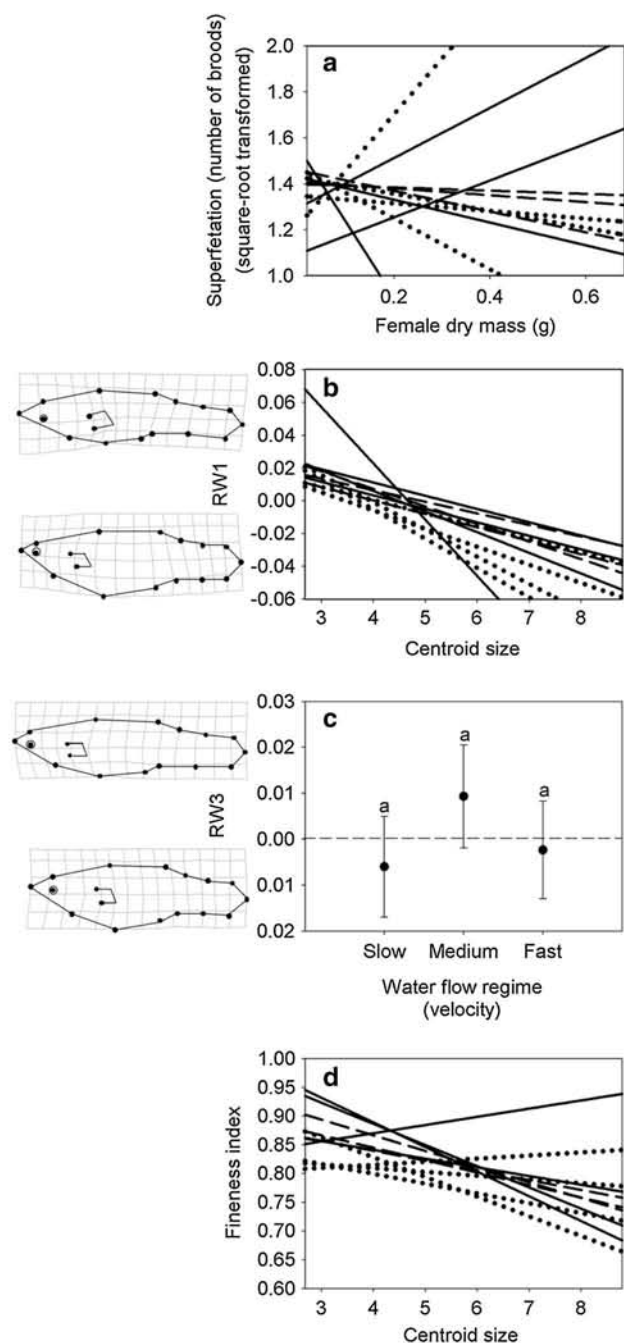 a
Superfetation (number of broods)
(square-root transformed)
2.0
1.8
1.6
1.4
1.2
1.0
0.2 0.4 0.6
Female dry mass (g)
b
RW1
0.08
0.06
0.04
0.02
0.00
-0.02
-0.04
-0.06
3 4 5 6 7 8
Centroid size
c
RW3
0.03
0.02
0.01
0.00
0.01
0.02
a a a
Slow Medium Fast
Water flow regime
(velocity)
d
Fineness index
1.00
0.95
0.90
0.85
0.80
0.75
0.70
0.65
0.60
3 4 5 6 7 8
Centroid size